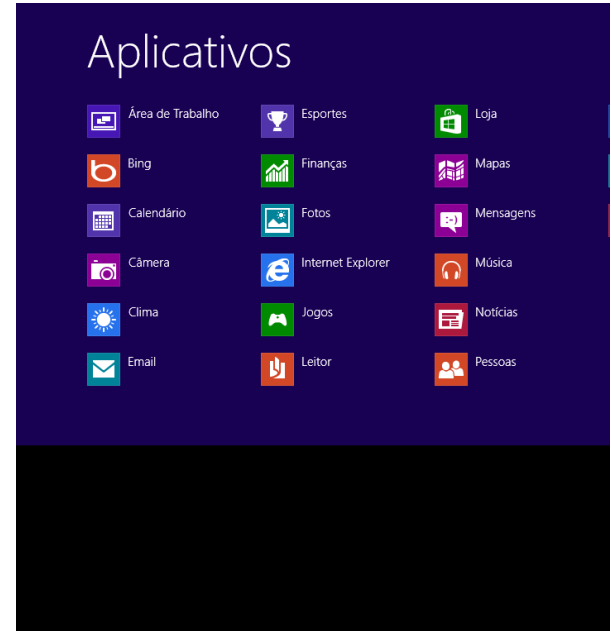 Aplicativos
Área de Trabalho
Bing
Calendário
Câmera
Clima
Email
Esportes
Finanças
Fotos
Internet Explorer
Jogos
Leitor
Loja
Mapas
Mensagens
Música
Notícias
Pessoas